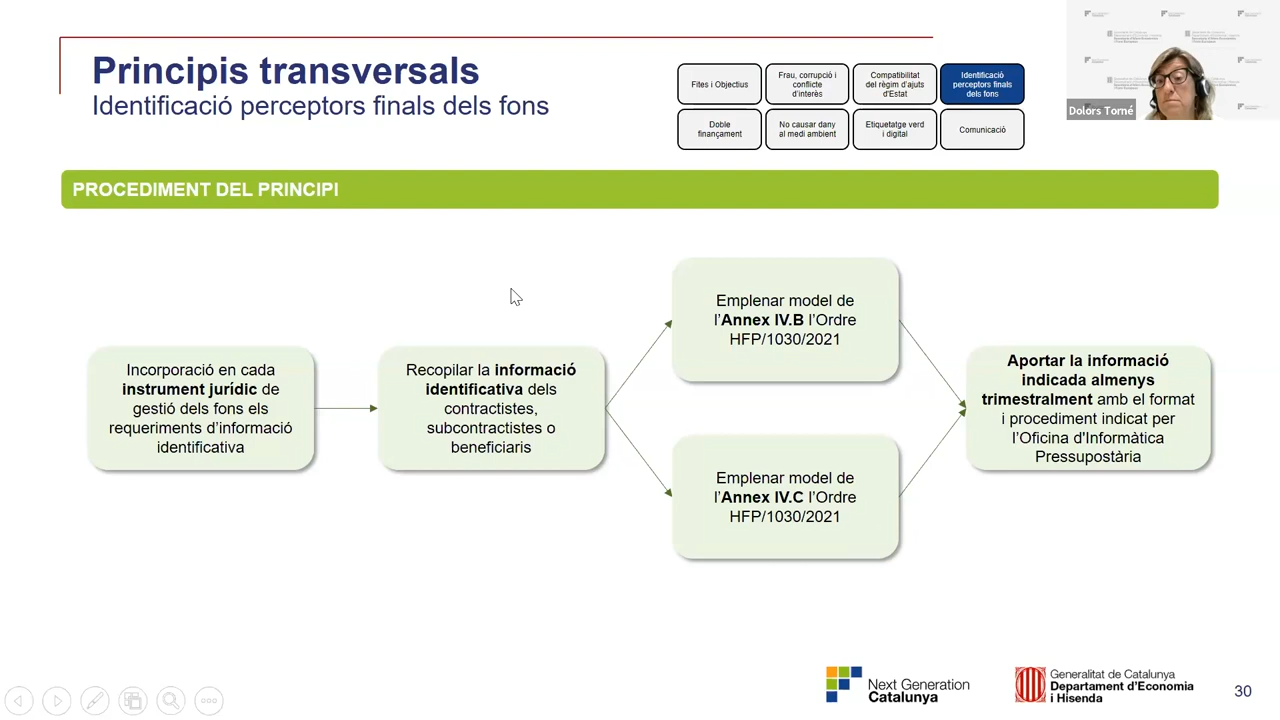 Principis transversals
Identificació perceptors finals dels fons
Fites i Objectius
Frau, corrupció i
conflicte
d'interès
Compatibilitat
del règim d'ajuts
d'Estat
Identificació
perceptors finals
dels fons
Doble
finançament
No causar dany
al medi ambient
Etiquetatge verd
i digital
Comunicació
Dolors Torné
PROCEDIMENT DEL PRINCIPI
Incorporació en cada
instrument jurídic de
gestió dels fons els
requeriments d'informació
identificativa
Recopilar la informació
identificativa dels
contractistes,
subcontractistes o
beneficiaris
Emplenar model de
l'Annex IV.B l'Ordre
HFP/1030/2021
Emplenar model de
l'Annex IV.C l'Ordre
HFP/1030/2021
Aportar la informació
indicada almenys
trimestralment amb el format
i procediment indicat per
l'Oficina d'Informàtica
Pressupostària
Next Generation
Catalunya
Generalitat de Catalunya
Departament d'Economia
i Hisenda
30